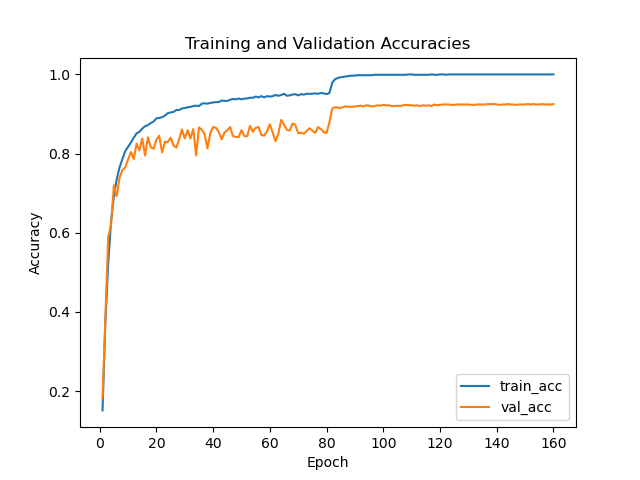 Training and Validation Accuracies
1.0
0.8
0.6
0.4
0.2
Accuracy
0 20 40 60 80 100 120 140 160
Epoch
train_acc
val_acc